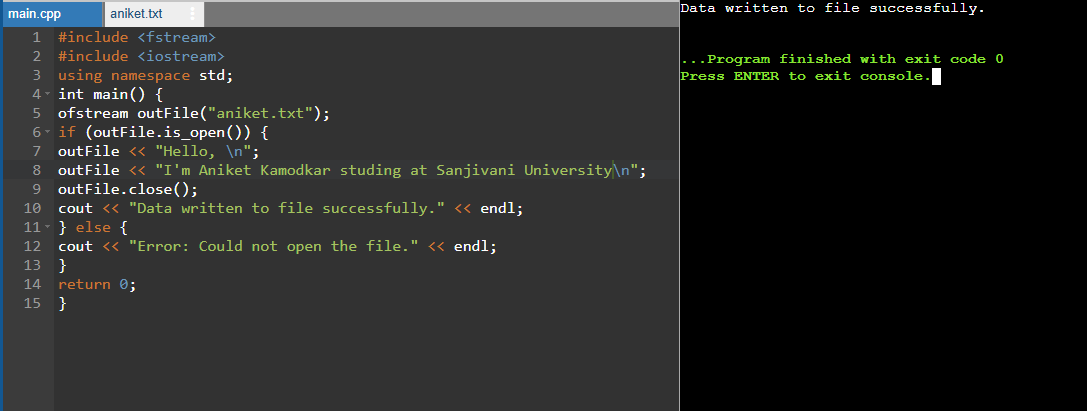 main.cpp
aniket.txt
1 #include <fstream>
2 #include <iostream>
3 using namespace std;
4 int main() {
5 ofstream outFile("aniket.txt");
6 if (outFile.is_open()) {
7 outFile << "Hello, \n";
8 outFile << "I'm Aniket Kamodkar studing at Sanjivani University\n";
9 outFile.close();
10 cout << "Data written to file successfully." << endl;
11 } else {
12 cout << "Error: Could not open the file." << endl;
13 }
14 return 0;
15 }
Data written to file successfully.
...Program finished with exit code 0
Press ENTER to exit console.